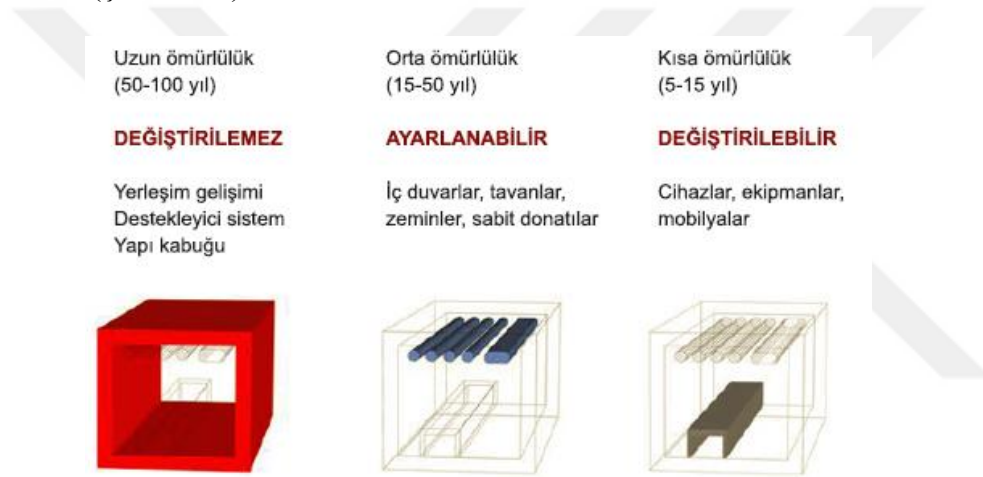 Uzun ömürlülük
(50-100 yıl)
DEĞİŞTİRİLEMEZ
Yerleşim gelişimi
Destekleyici sistem
Yapı kabuğu
Orta ömürlülük
(15-50 yıl)
AYARLANABİLİR
İç duvarlar, tavanlar,
zeminler, sabit donatılar
Kısa ömürlülük
(5-15 yıl)
DEĞİŞTİRİLEBİLİR
Cihazlar, ekipmanlar,
mobilyalar